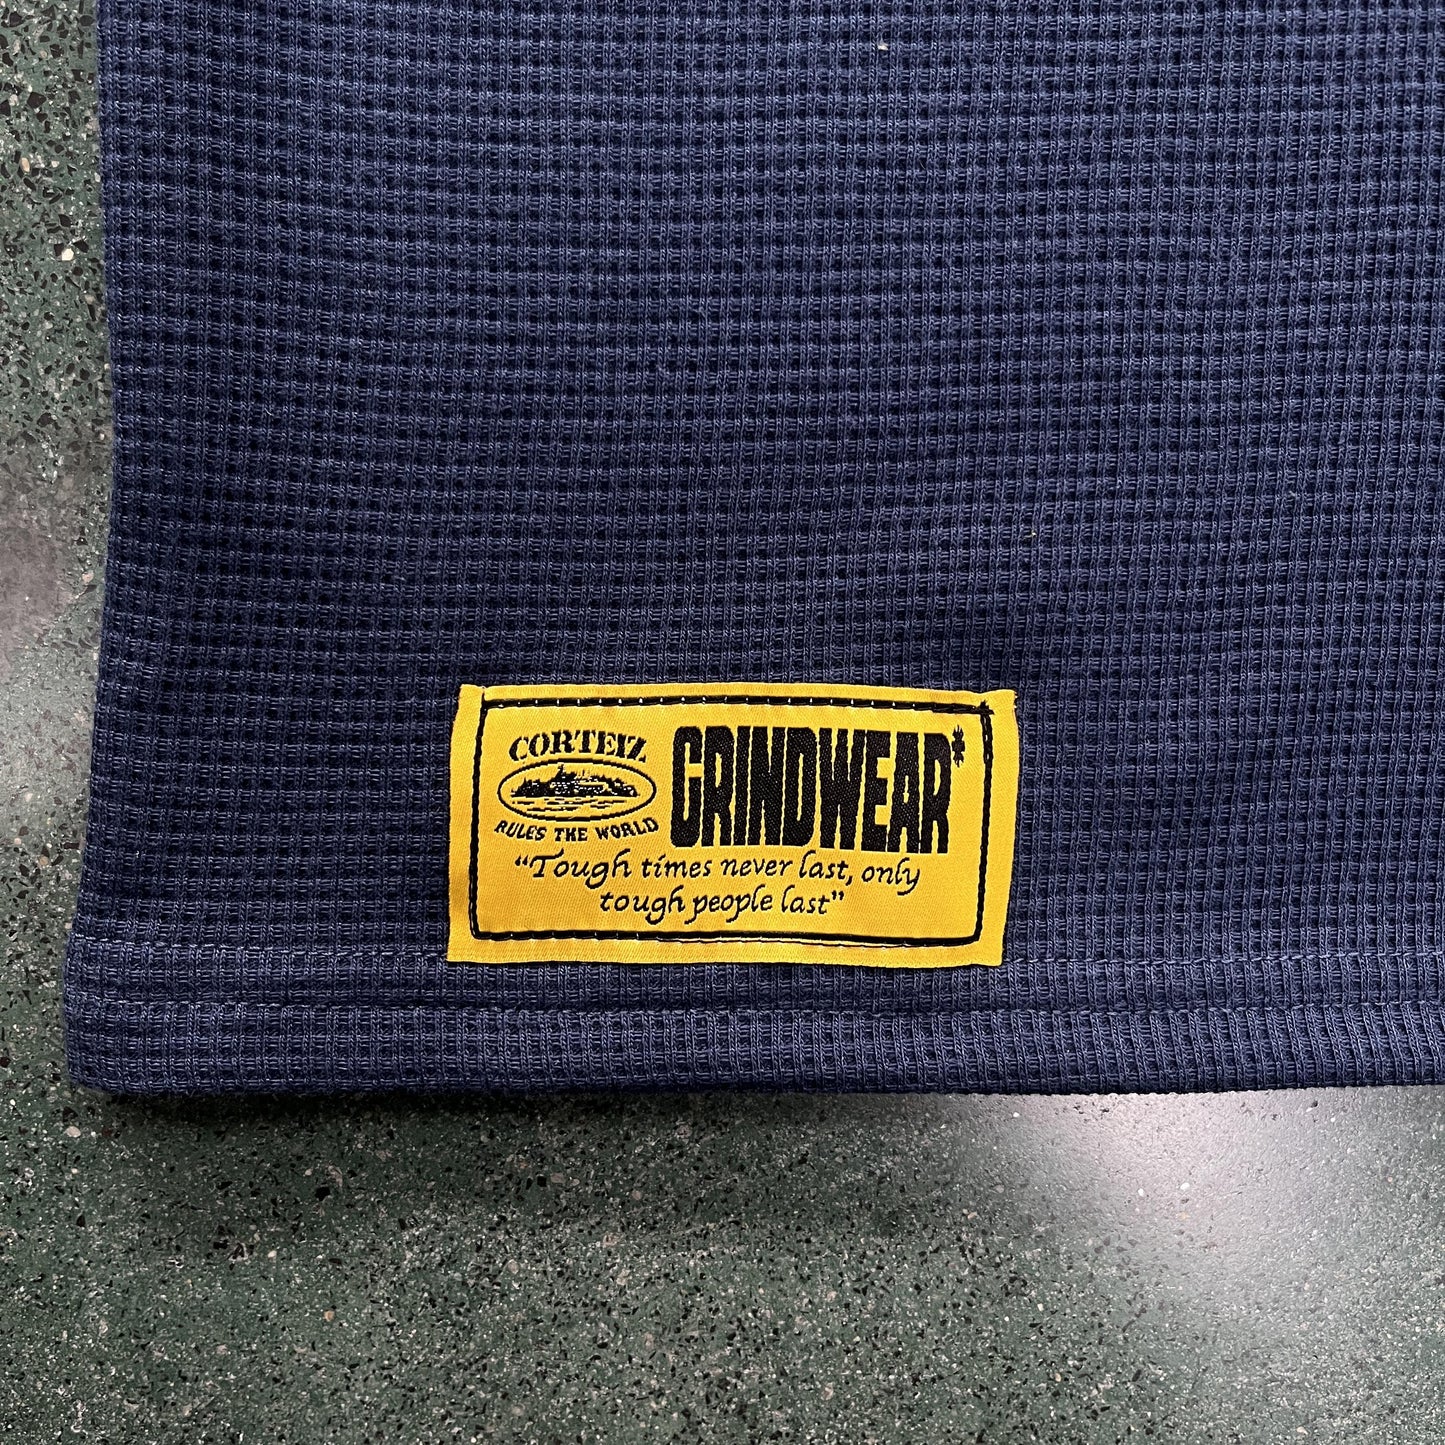 CORTEIZ
RULES THE WORLD
GRINDWEAR*
“Tough times never last, only
tough people last”